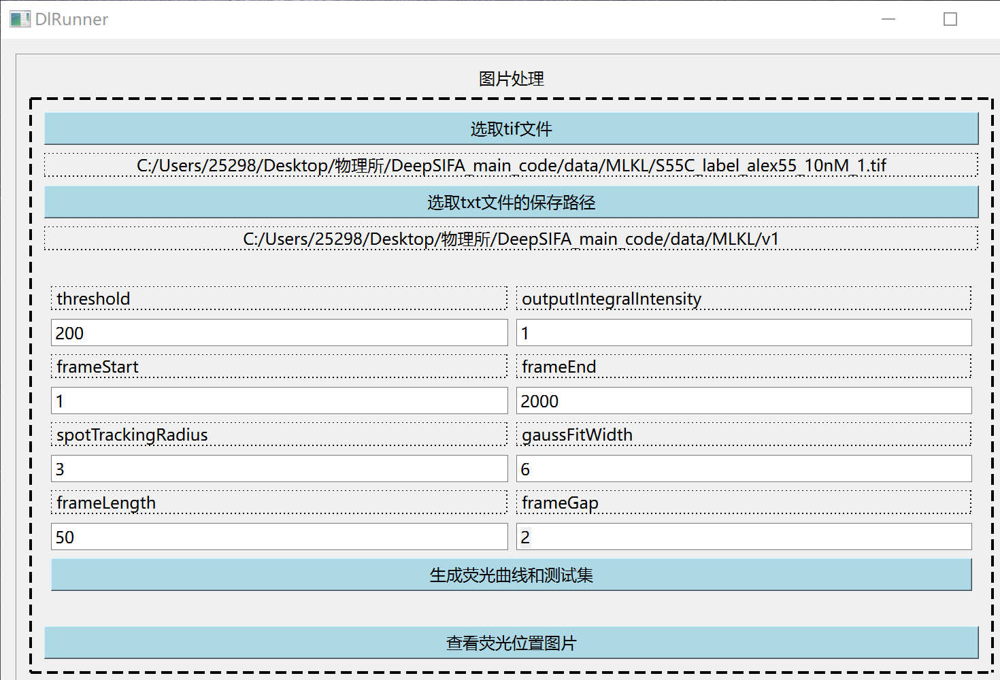 DlRunner
图片处理
选取tif文件
C:/Users/25298/Desktop/物理所/DeepSIFA_main_code/data/MLKL/S55C_label_alex55_10nM_1.tif
选取txt文件的保存路径
C:/Users/25298/Desktop/物理所/DeepSIFA_main_code/data/MLKL/v1
threshold outputIntegralIntensity
200 1
frameStart frameEnd
1 2000
spotTrackingRadius gaussFitWidth
3 6
frameLength frameGap
50 2
生成荧光曲线和测试集
查看荧光位置图片